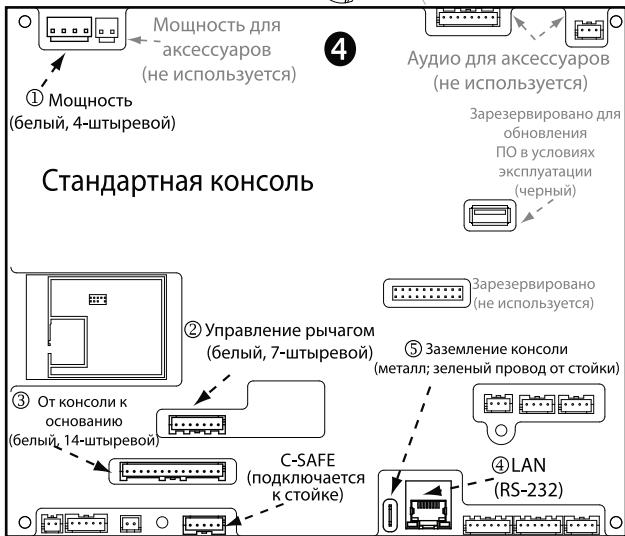 Мощность для
аксессуаров
(не используется)
4
Аудио для аксессуаров
(не используется)
① Мощность
(белый, 4-штыревой)
Зарезервировано для
обновления
ПО в условиях
эксплуатации
(черный)
Стандартная консоль
Зарезервировано
(не используется)
② Управление рычагом
(белый, 7-штыревой)
⑤ Заземление консоли
(металл; зеленый провод от стойки)
③ От консоли к
основанию
(белый, 14-штыревой)
C-SAFE
(подключается
к стойке)
④ LAN
(RS-232)